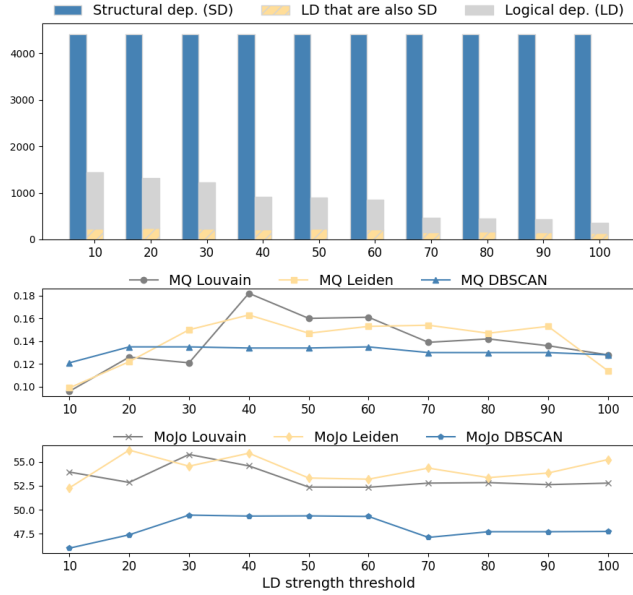 Structural dep. (SD) LD that are also SD Logical dep. (LD)
4000
3000
2000
1000
0
10 20 30 40 50 60 70 80 90 100
MQ Louvain MQ Leiden MQ DBSCAN
0.18
0.16
0.14
0.12
0.10
10 20 30 40 50 60 70 80 90 100
MoJo Louvain MoJo Leiden MoJo DBSCAN
55.0
52.5
50.0
47.5
10 20 30 40 50 60 70 80 90 100
LD strength threshold